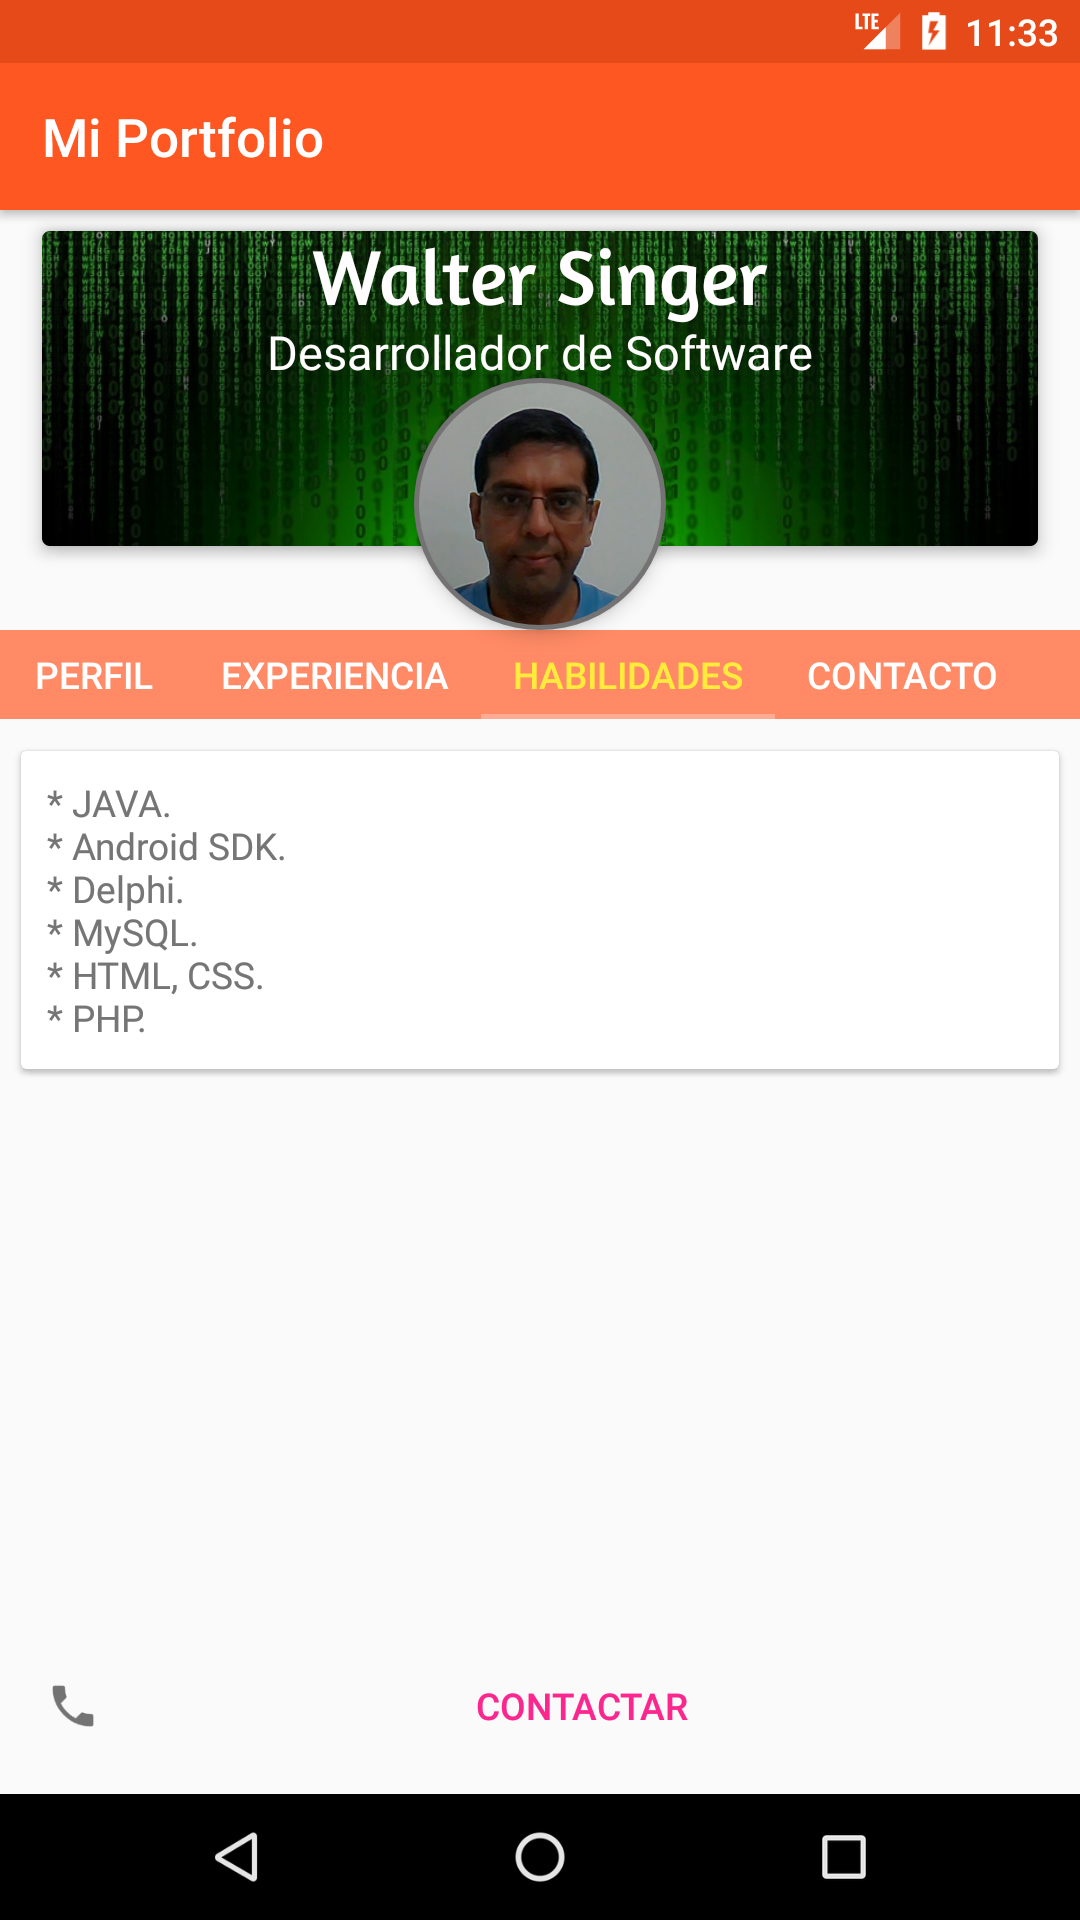 LTE 11:33
Mi Portfolio
Walter Singer
Desarrollador de Software
PERFIL EXPERIENCIA HABILIDADES CONTACTO
* JAVA.
* Android SDK.
* Delphi.
* MySQL.
* HTML, CSS.
* PHP.
CONTACTAR